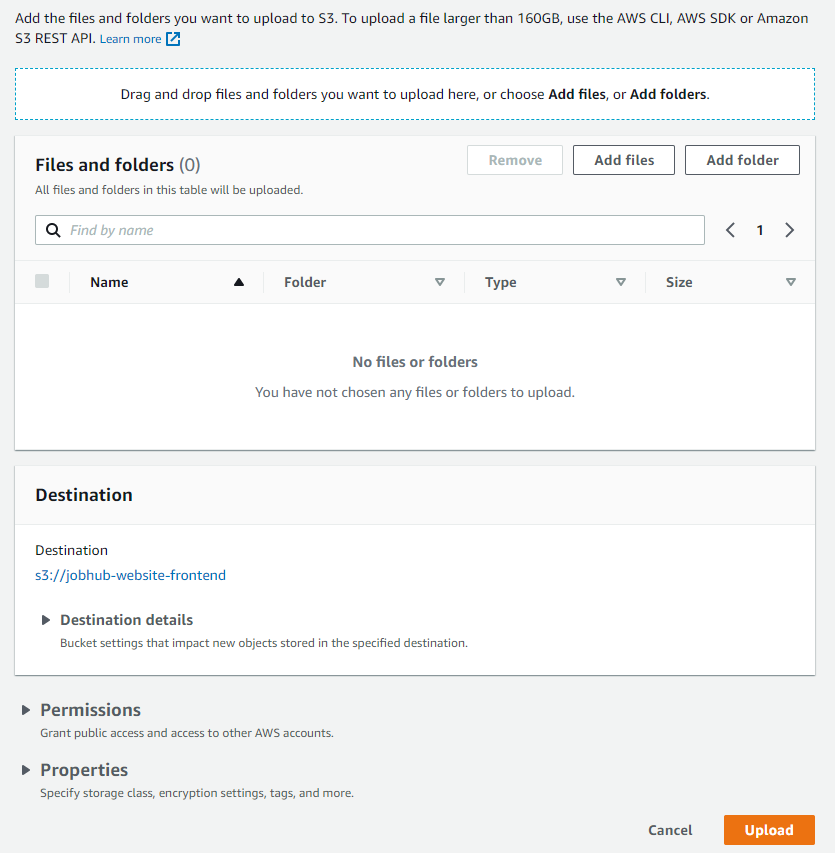 Add the files and folders you want to upload to S3. To upload a file larger than 160GB, use the AWS CLI, AWS SDK or Amazon
S3 REST API. Learn more
Drag and drop files and folders you want to upload here, or choose Add files, or Add folders.
Files and folders (0)
Remove
Add files
Add folder
All files and folders in this table will be uploaded.
Find by name
1
Name
Folder
Type
Size
No files or folders
You have not chosen any files or folders to upload.
Destination
Destination
s3://jobhub-website-frontend
Destination details
Bucket settings that impact new objects stored in the specified destination.
Permissions
Grant public access and access to other AWS accounts.
Properties
Specify storage class, encryption settings, tags, and more.
Cancel
Upload